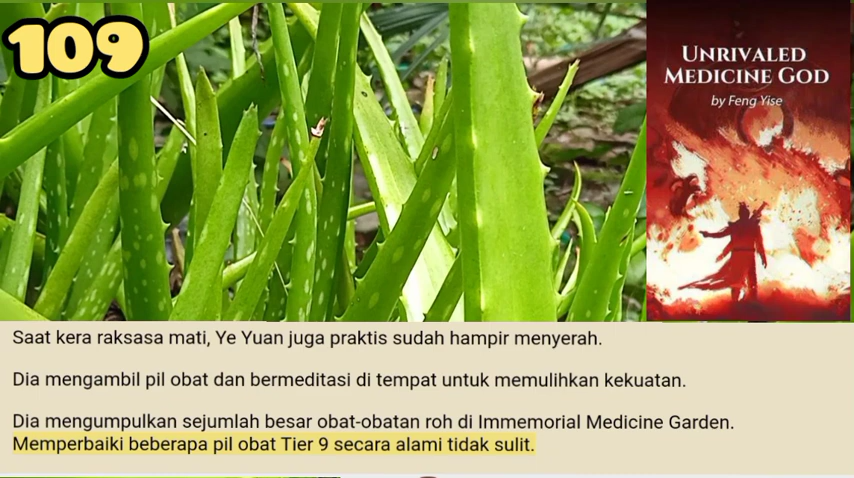 109
UNRIVALED
MEDICINE GOD
by Feng Yise
Saat kera raksasa mati, Ye Yuan juga praktis sudah hampir menyerah.
Dia mengambil pil obat dan bermeditasi di tempat untuk memulihkan kekuatan.
Dia mengumpulkan sejumlah besar obat-obatan roh di Immemorial Medicine Garden.
Memperbaiki beberapa pil obat Tier 9 secara alami tidak sulit.